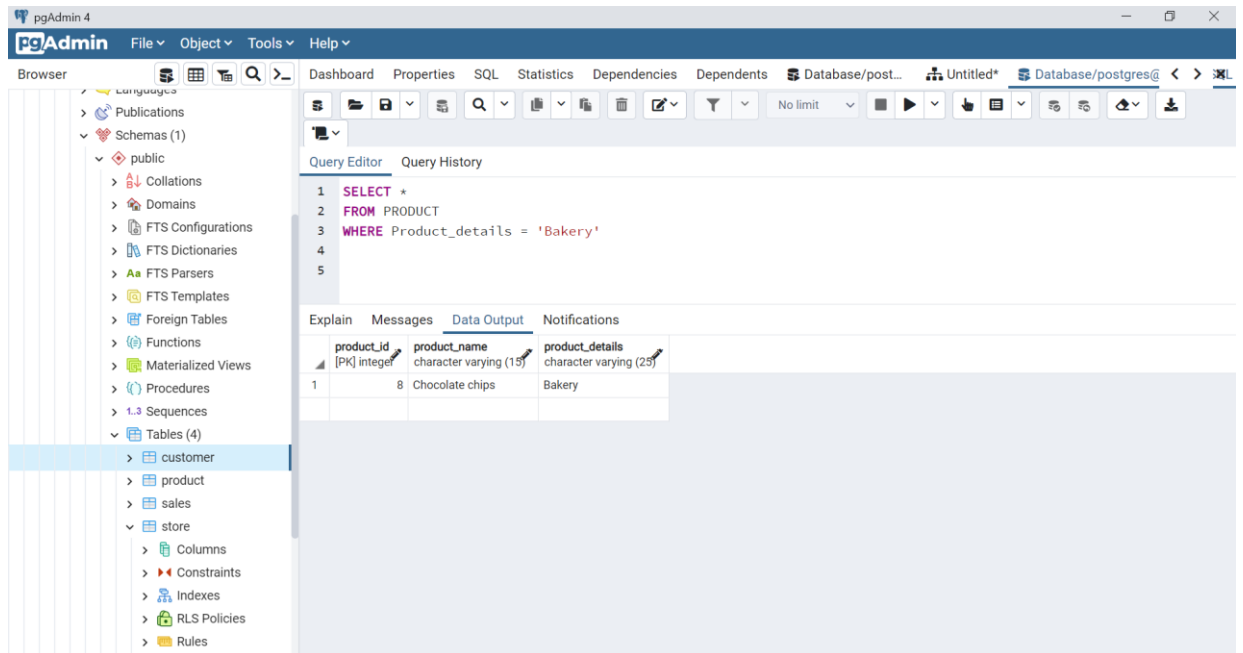 pgAdmin 4
pgAdmin File Object Tools Help
Browser
Dashboard Properties SQL Statistics Dependencies Dependents Database/post... Untitled* Database/postgres@
Languages
Publications
Schemas (1)
public
Collations
Domains
FTS Configurations
FTS Dictionaries
Aa FTS Parsers
FTS Templates
Foreign Tables
Functions
Materialized Views
Procedures
1..3 Sequences
Tables (4)
customer
product
sales
store
Columns
Constraints
Indexes
RLS Policies
Rules
No limit
Query Editor Query History
1 SELECT *
2 FROM PRODUCT
3 WHERE Product_details = 'Bakery'
4
5
Explain Messages Data Output Notifications
product_id product_name product_details
[PK] integer character varying (15) character varying (25)
1 8 Chocolate chips Bakery